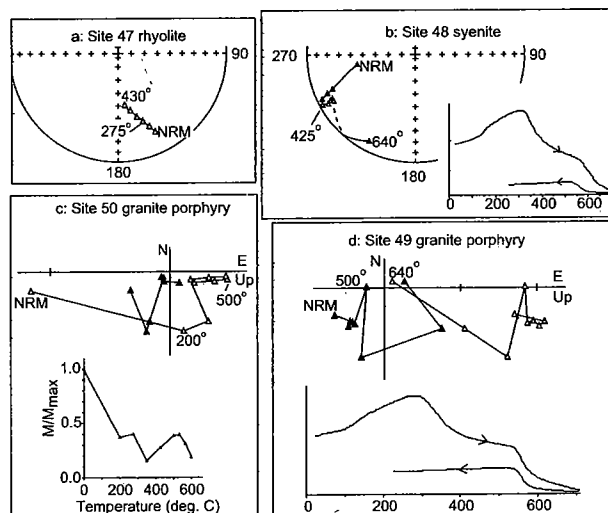 a: Site 47 rhyolite
90
430°
275°
NRM
180
b: Site 48 syenite
270
90
NRM
425°
640°
180
0 200 400 600
c: Site 50 granite porphyry
N
E
Up
NRM
500°
200°
M/Mmax
1.0
0.5
0.0
0 200 400 600
Temperature (deg. C)
d: Site 49 granite porphyry
N
500°
640°
E
Up
NRM
0 200 400 600